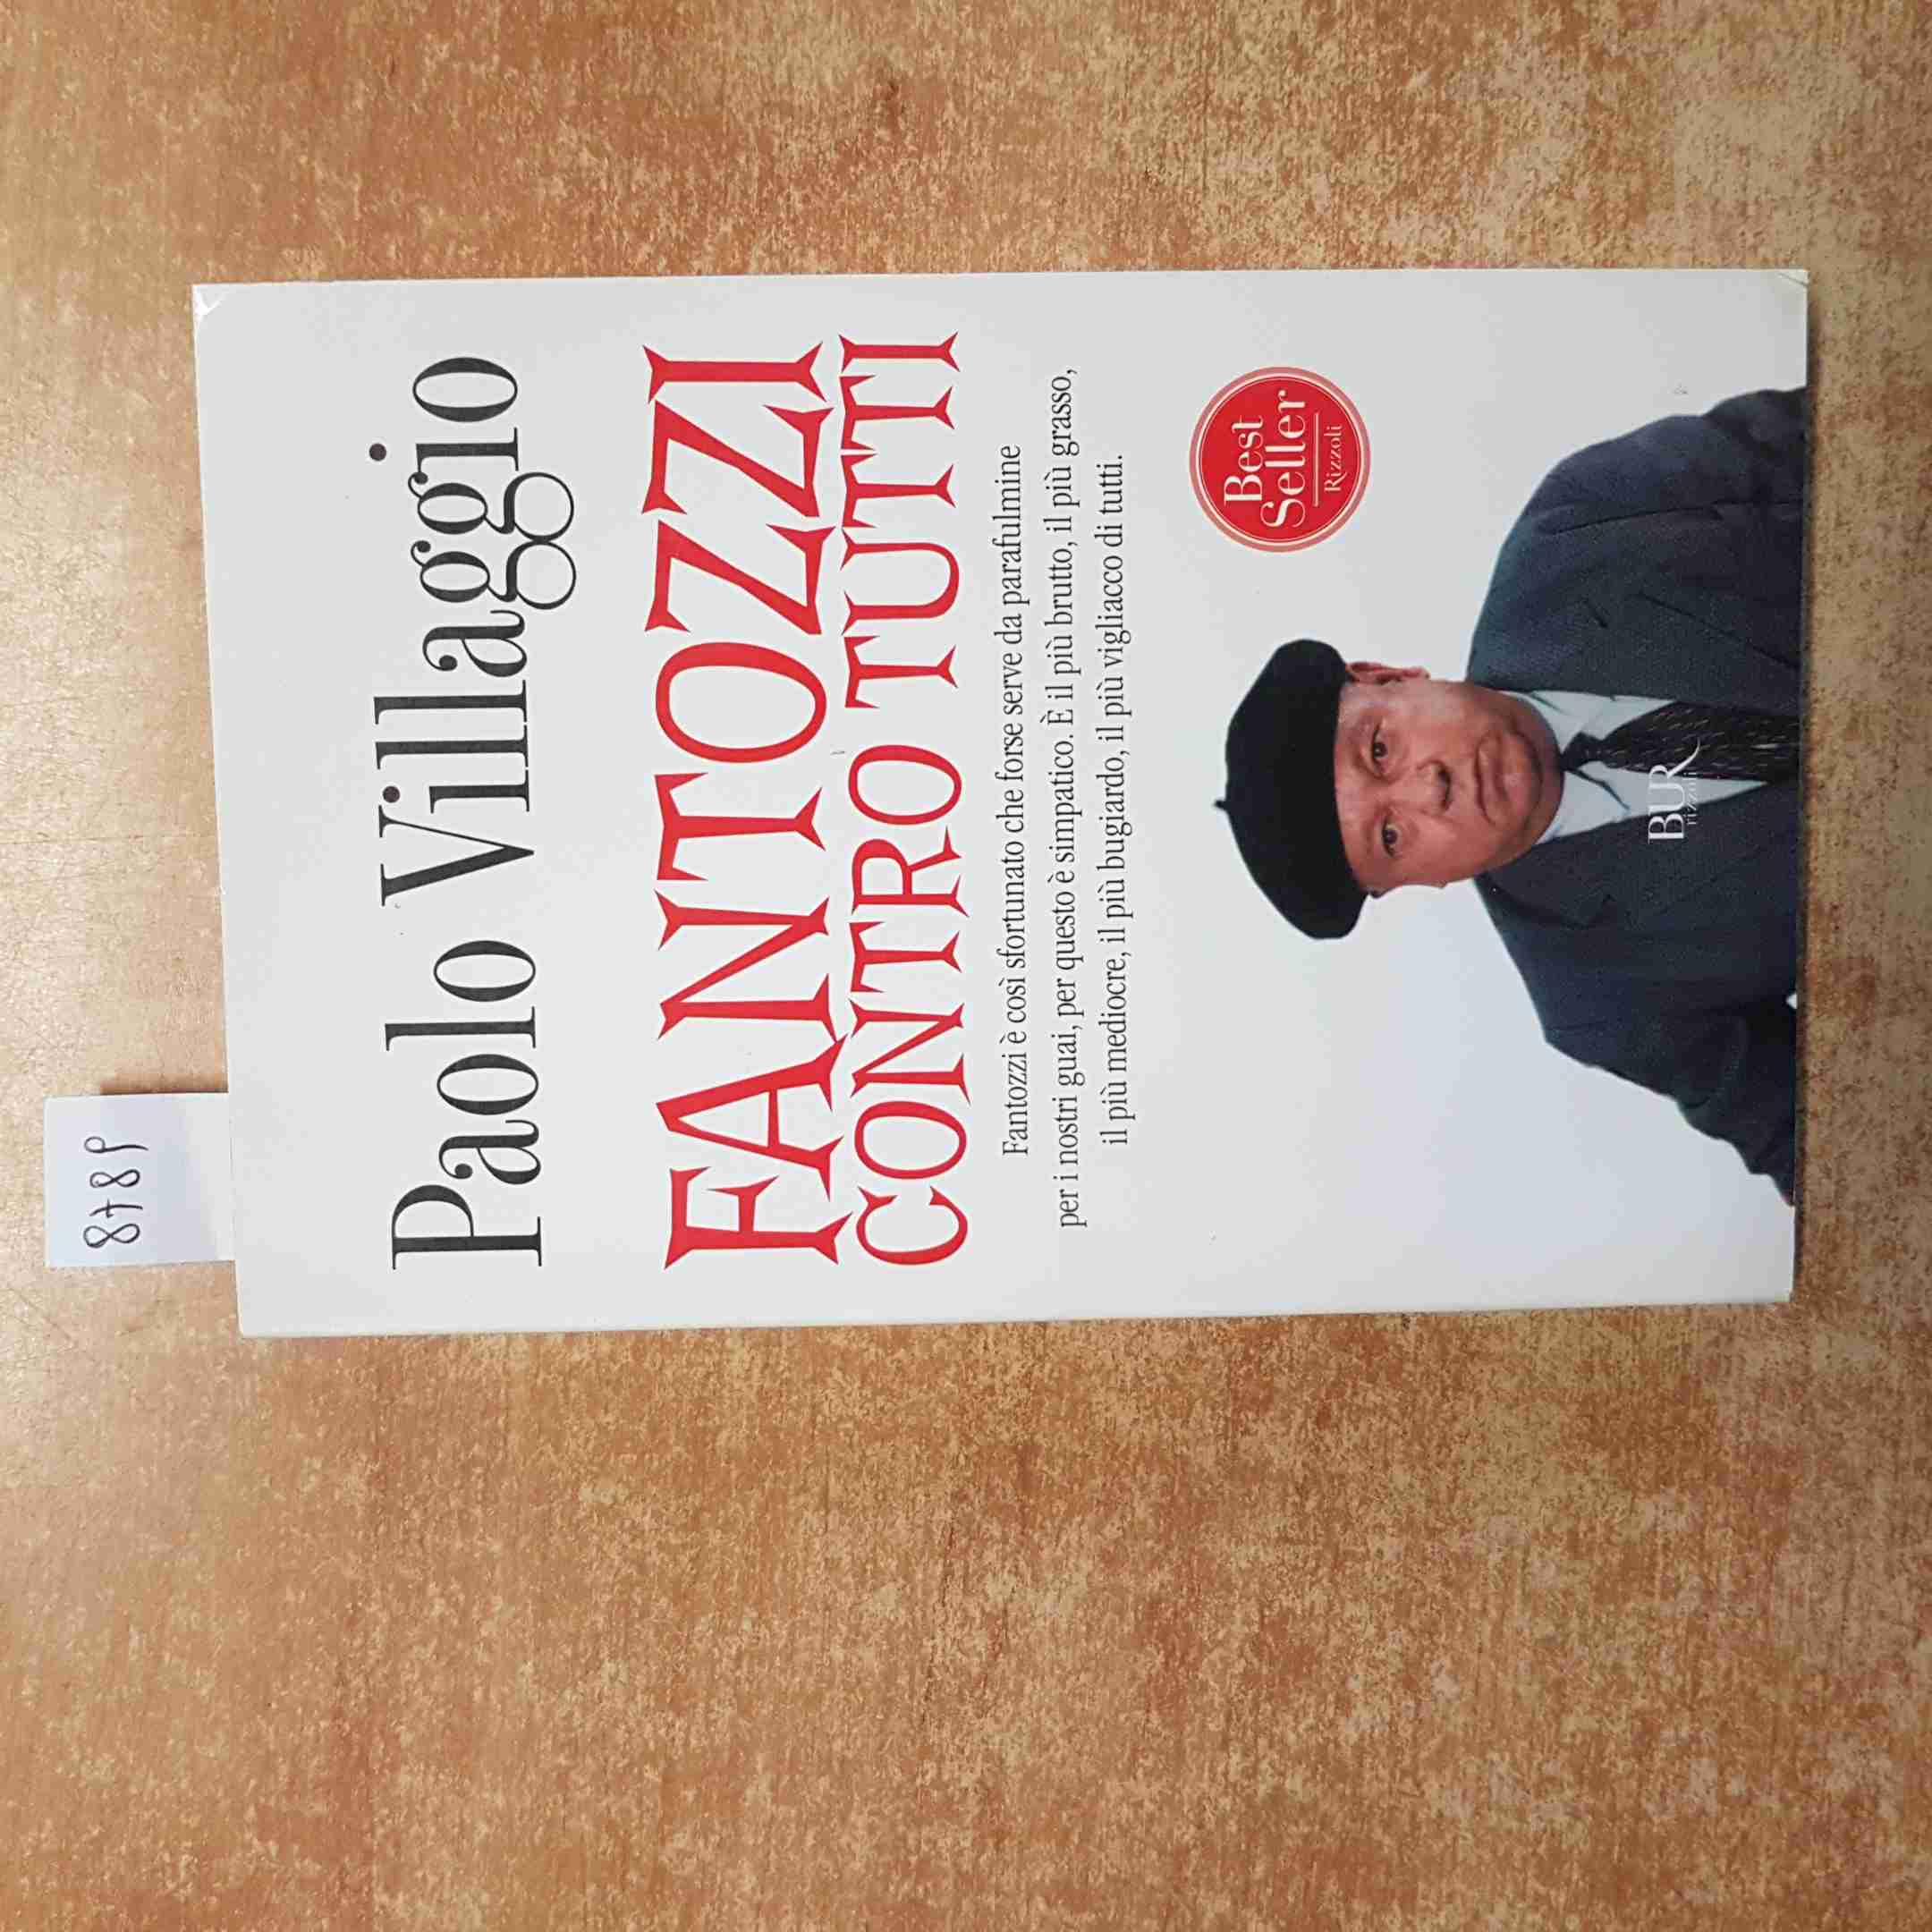 8789
Paolo Villaggio
FANTOZZI
CONTRO TUTTI
Fantozzi è così sfortunato che forse serve da parafulmine
per i nostri guai, per questo è simpatico. È il più brutto, il più grasso,
il più mediocre, il più bugiardo, il più vigliacco di tutti.
Best
Seller
Rizzoli
BUR
rizzoli